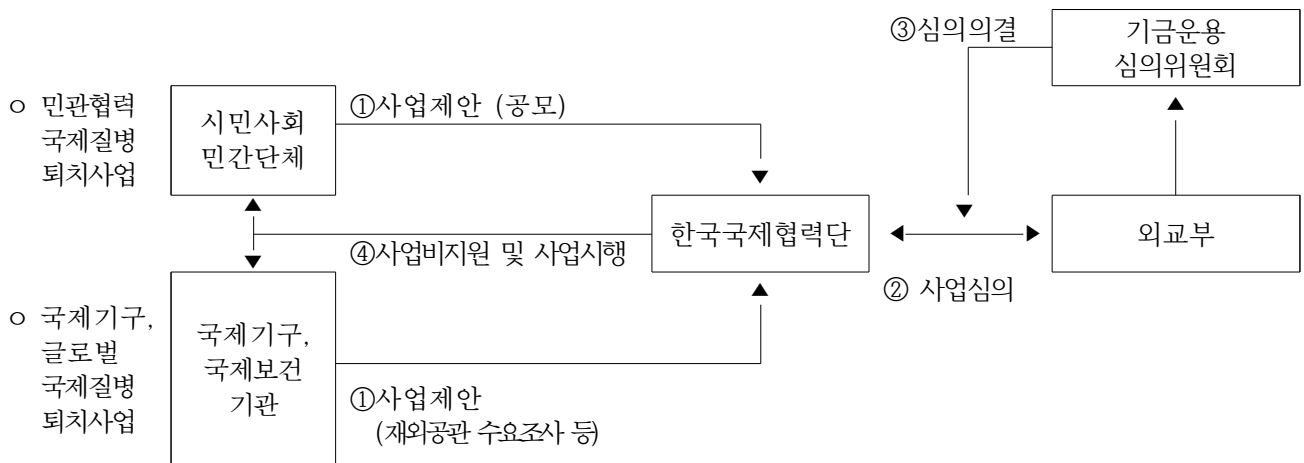 ③심의의결
기금운용
심의위원회
ㅇ 민관협력
국제질병
퇴치사업
시민사회
민간단체
①사업제안 (공모)
한국국제협력단
외교부
④사업비지원 및 사업시행
② 사업심의
ㅇ 국제기구,
글로벌
국제질병
퇴치사업
국제기구,
국제보건
기관
①사업제안
(재외공관 수요조사 등)